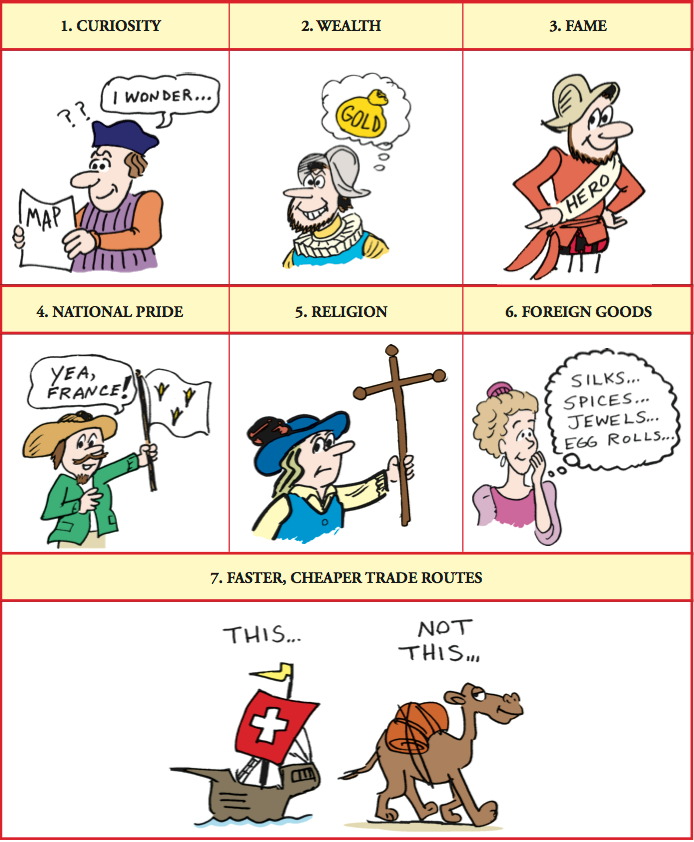 1. CURIOSITY
2. WEALTH
3. FAME
??
I WONDER...
MAP
GOLD
HERO
4. NATIONAL PRIDE
5. RELIGION
6. FOREIGN GOODS
YEA,
FRANCE!
SILKS...
SPICES...
JEWELS...
EGG ROLLS...
7. FASTER, CHEAPER TRADE ROUTES
THIS...
NOT
THIS...